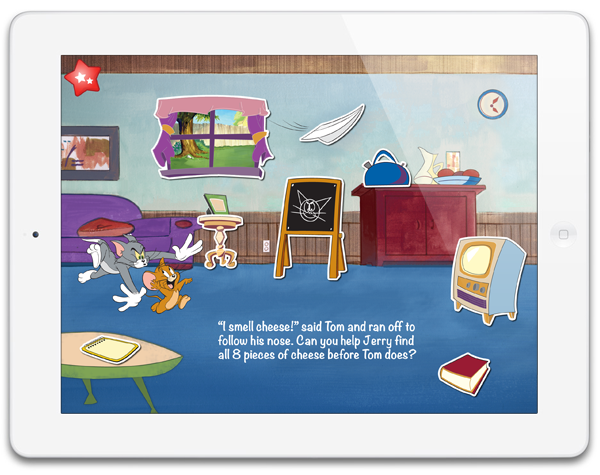 “I smell cheese!” said Tom and ran off to
follow his nose. Can you help Jerry find
all 8 pieces of cheese before Tom does?